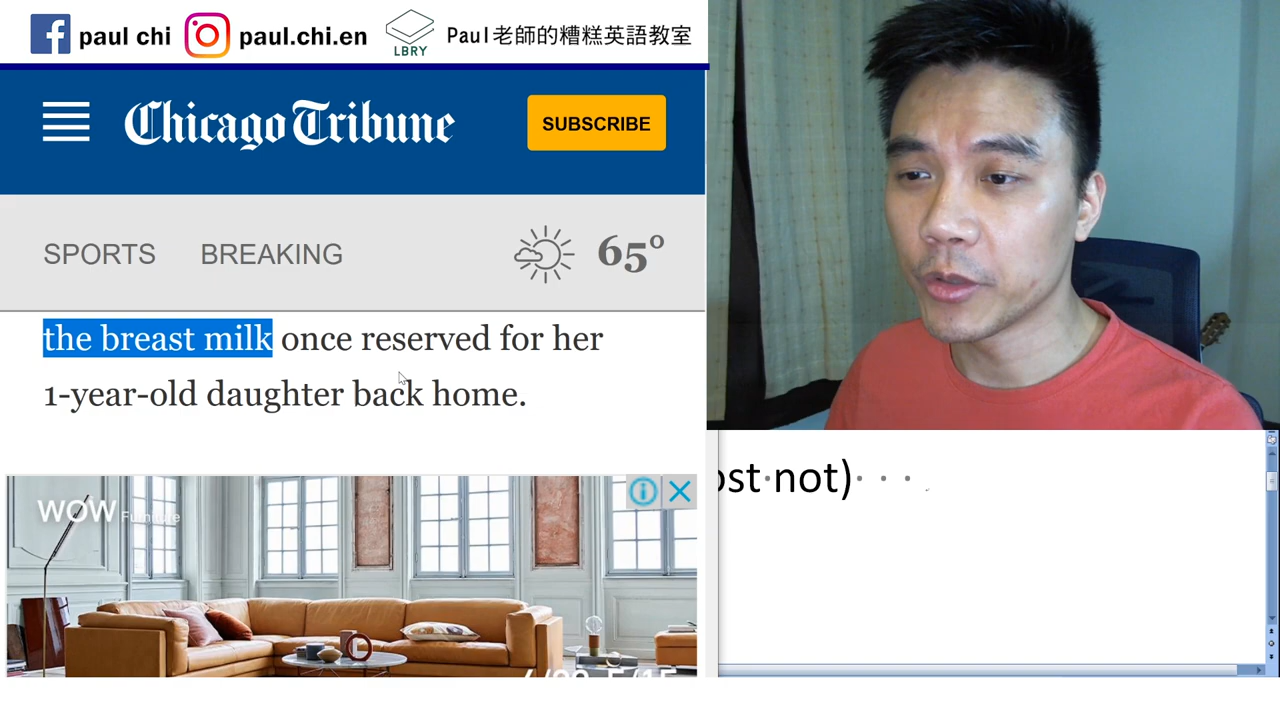 paul chi paul.chi.en LBRY Paul老師的糟糕英語教室
Chicago Tribune SUBSCRIBE
SPORTS BREAKING 65°
the breast milk once reserved for her
1-year-old daughter back home.
WOW Furniture
ost not)